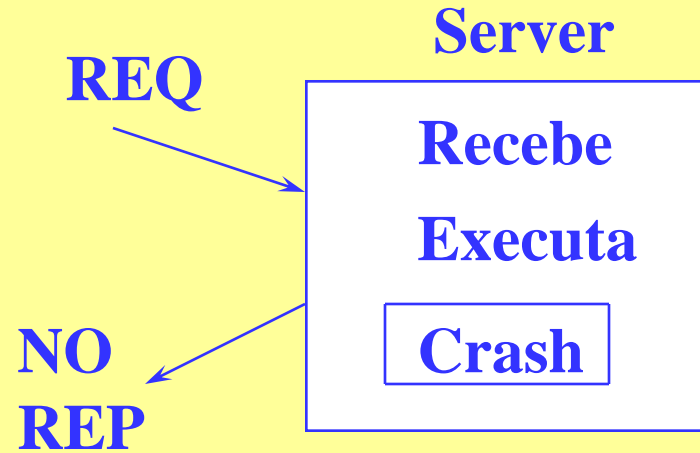 Server
REQ
Recebe
Executa
Crash
NO
REP